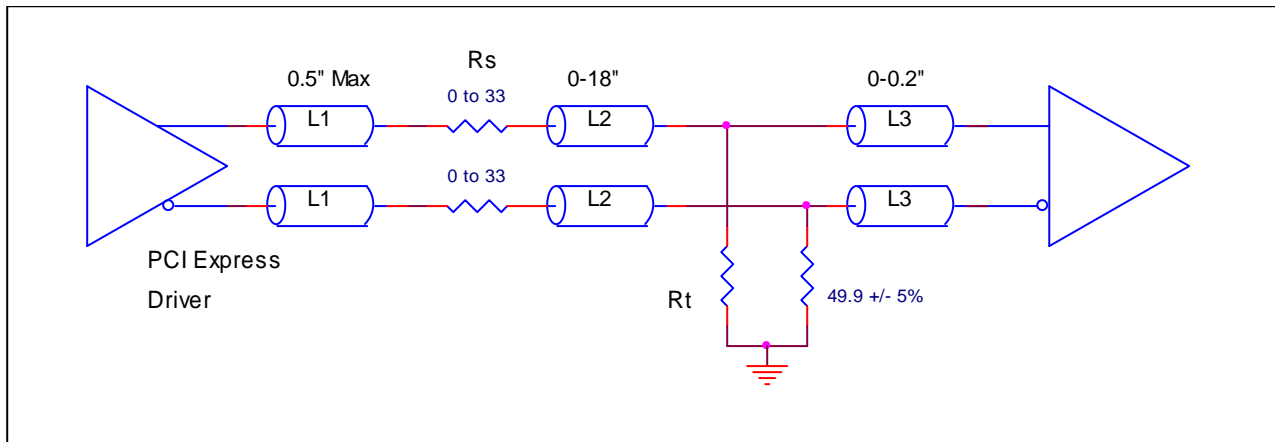 Rs
0.5" Max
0-18"
0-0.2"
0 to 33
L1
L2
L3
0 to 33
L1
L2
L3
PCI Express
Driver
Rt
49.9 +/- 5%